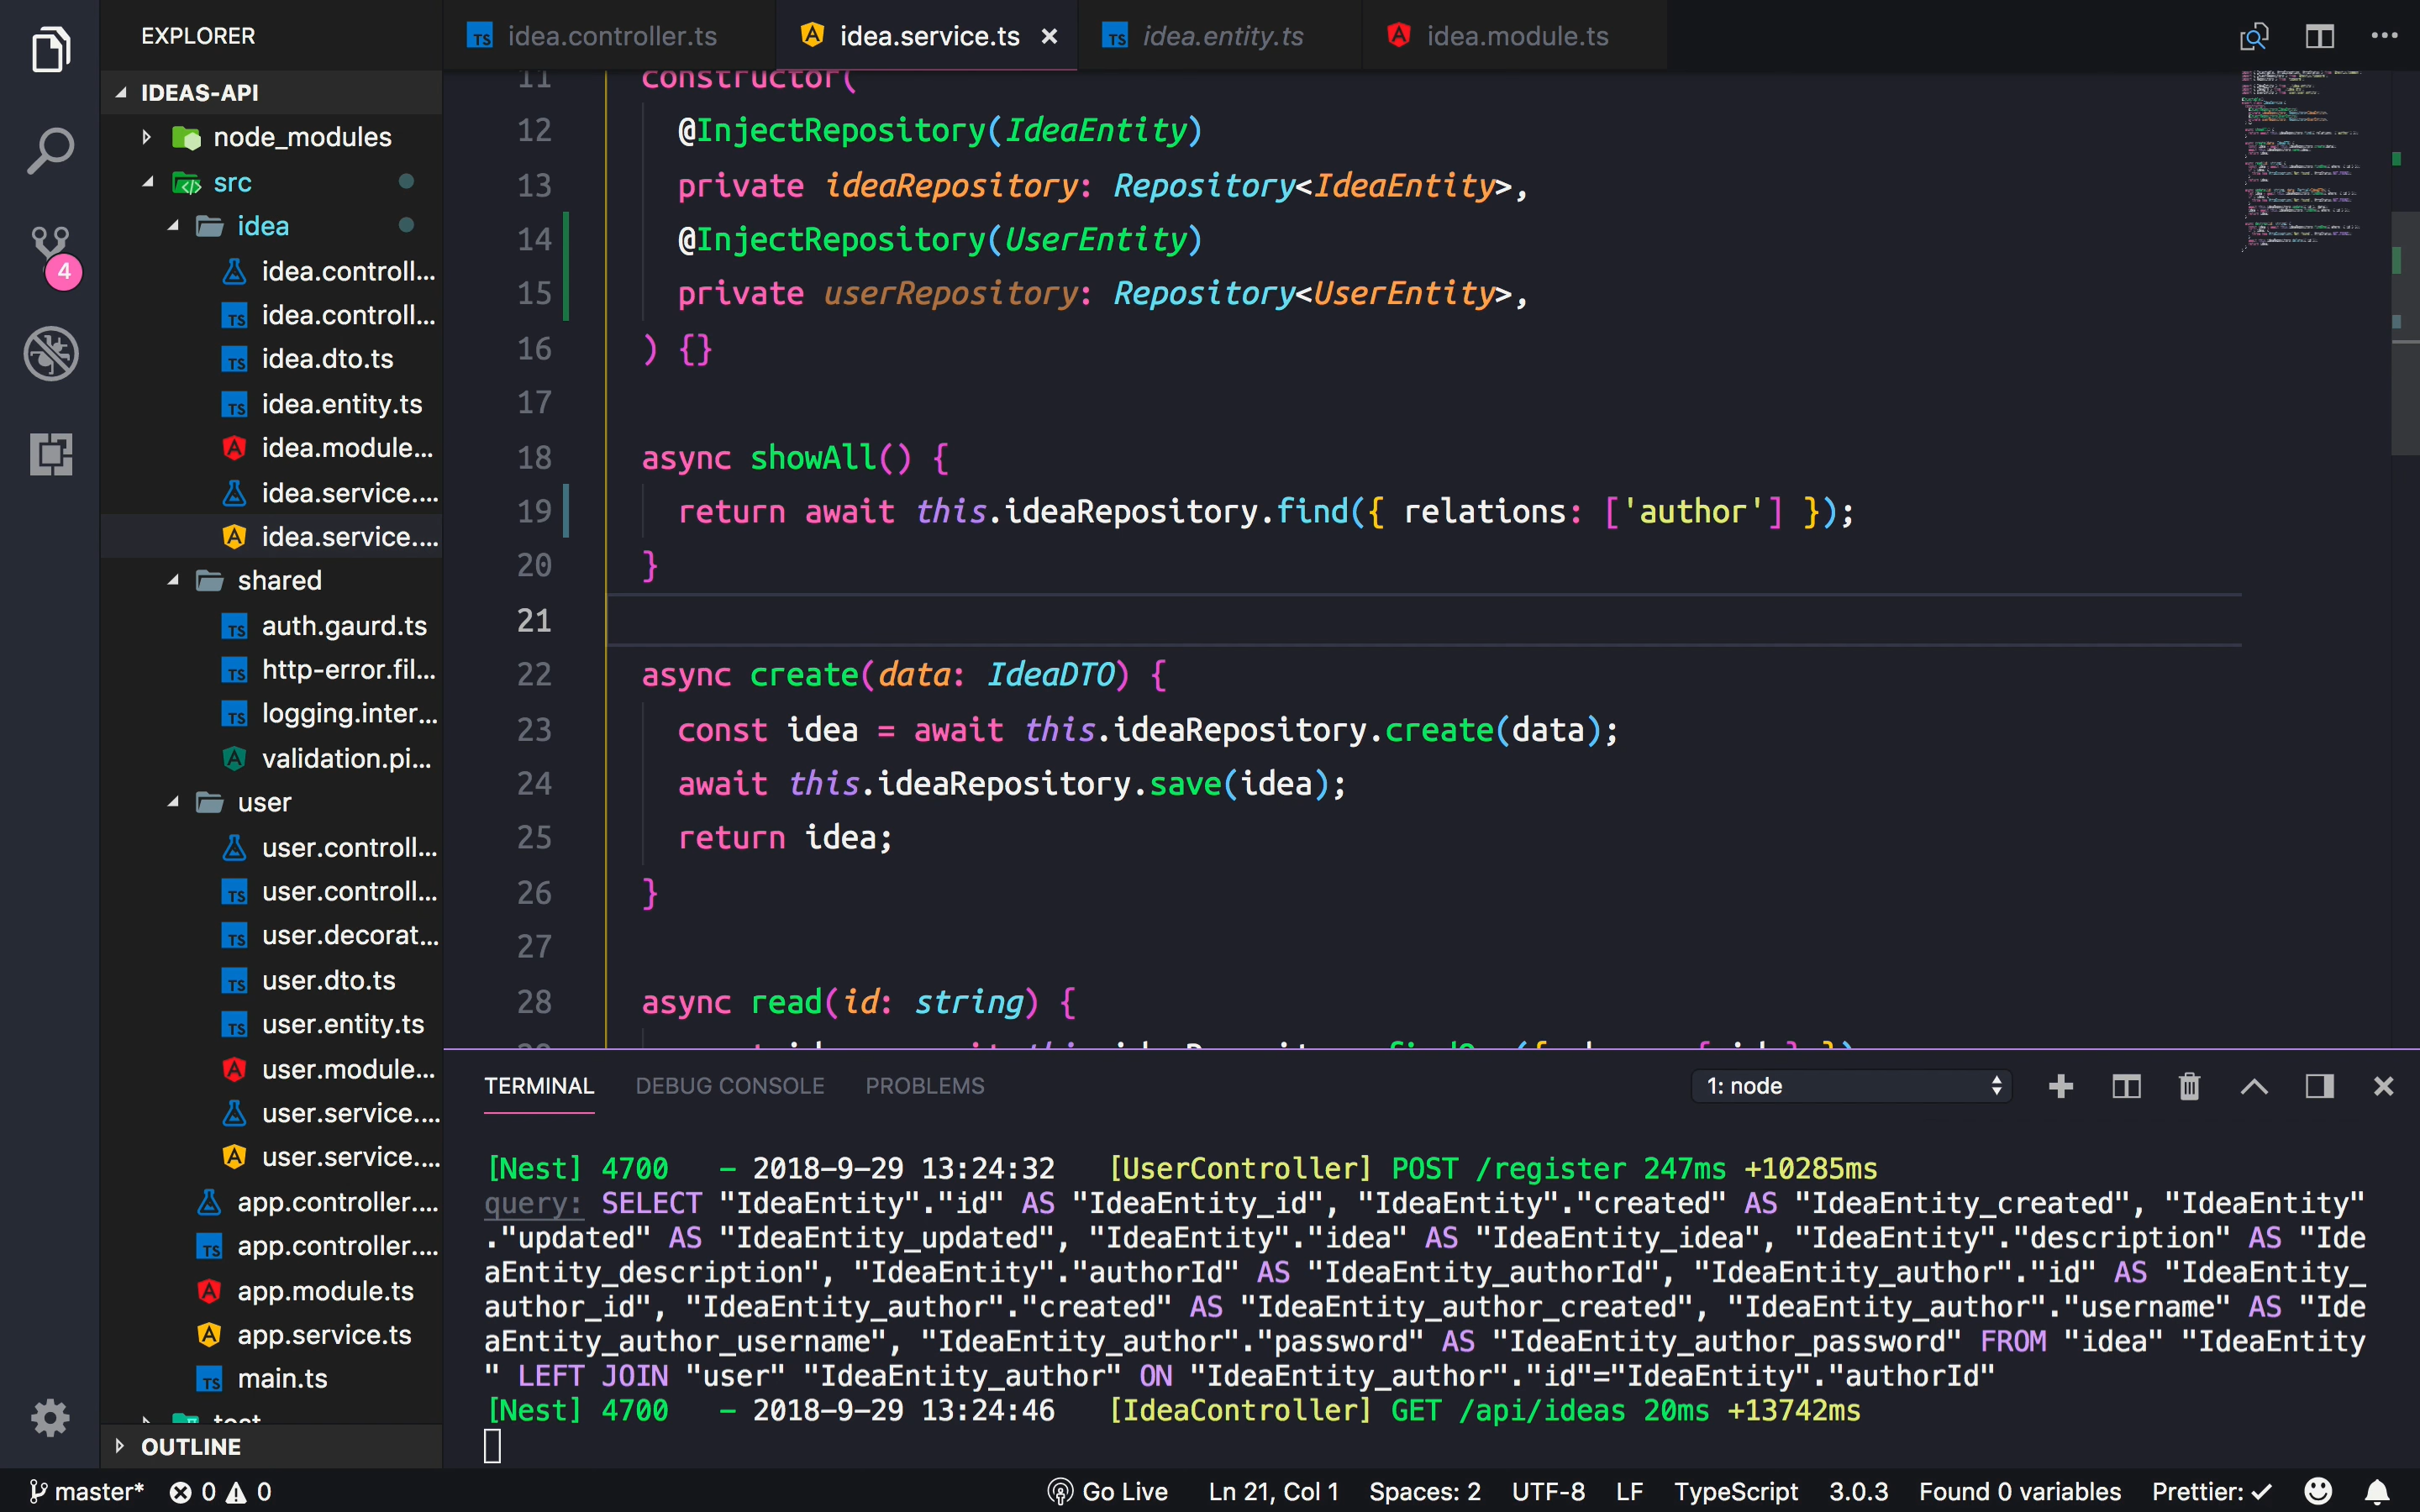 EXPLORER
IDEAS-API
node_modules
src
idea
idea.controll...
idea.controll...
idea.dto.ts
idea.entity.ts
idea.module...
idea.service....
idea.service....
shared
auth.gaurd.ts
http-error.fil...
logging.inter...
validation.pi...
user
user.controll...
user.controll...
user.decorat...
user.dto.ts
user.entity.ts
user.module...
user.service....
user.service....
app.controller....
app.controller....
app.module.ts
app.service.ts
main.ts
test
OUTLINE
4
idea.controller.ts
idea.service.ts
idea.entity.ts
idea.module.ts
11 constructor(
12 @InjectRepository(IdeaEntity)
13 private ideaRepository: Repository<IdeaEntity>,
14 @InjectRepository(UserEntity)
15 private userRepository: Repository<UserEntity>,
16 ) {}
17
18 async showAll() {
19 return await this.ideaRepository.find({ relations: ['author'] });
20 }
21
22 async create(data: IdeaDTO) {
23 const idea = await this.ideaRepository.create(data);
24 await this.ideaRepository.save(idea);
25 return idea;
26 }
27
28 async read(id: string) {
TERMINAL DEBUG CONSOLE PROBLEMS 1: node
[Nest] 4700 - 2018-9-29 13:24:32 [UserController] POST /register 247ms +10285ms
query: SELECT "IdeaEntity"."id" AS "IdeaEntity_id", "IdeaEntity"."created" AS "IdeaEntity_created", "IdeaEntity"
."updated" AS "IdeaEntity_updated", "IdeaEntity"."idea" AS "IdeaEntity_idea", "IdeaEntity"."description" AS "Ide
aEntity_description", "IdeaEntity"."authorId" AS "IdeaEntity_authorId", "IdeaEntity_author"."id" AS "IdeaEntity_
author_id", "IdeaEntity_author"."created" AS "IdeaEntity_author_created", "IdeaEntity_author"."username" AS "Ide
aEntity_author_username", "IdeaEntity_author"."password" AS "IdeaEntity_author_password" FROM "idea" "IdeaEntity
" LEFT JOIN "user" "IdeaEntity_author" ON "IdeaEntity_author"."id"="IdeaEntity"."authorId"
[Nest] 4700 - 2018-9-29 13:24:46 [IdeaController] GET /api/ideas 20ms +13742ms
master* 0 0 Go Live Ln 21, Col 1 Spaces: 2 UTF-8 LF TypeScript 3.0.3 Found 0 variables Prettier: ✓